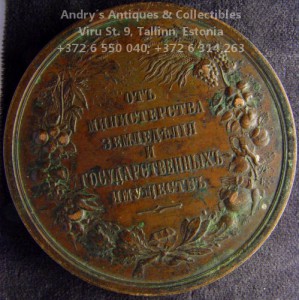 Andry`s Antiques & Collectibles
Viru St. 9, Tallinn, Estonia
+372 6 550 040; +372 6 314 263
ОТЪ
МИНИСТЕРСТВА
ЗЕМЛЕДѢЛІЯ
И
ГОСУДАРСТВЕННЫХЪ
ИМУЩЕСТВЪ